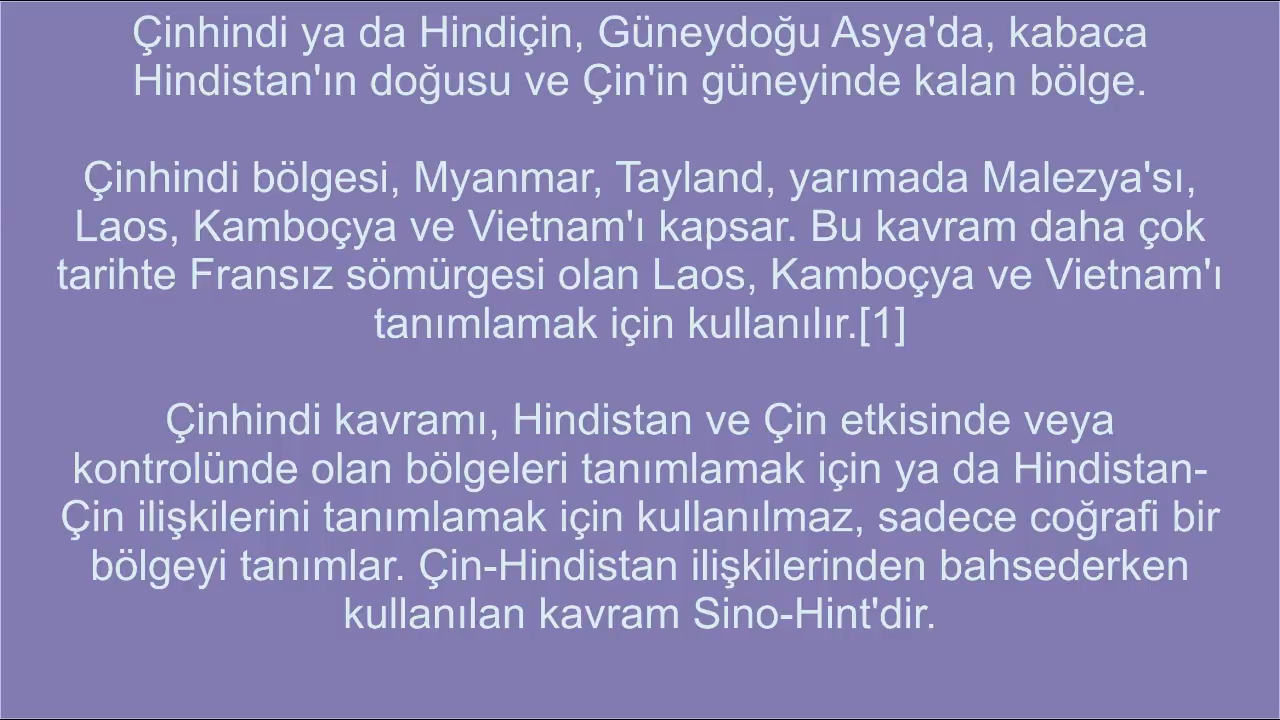 Çinhindi ya da Hindiçin, Güneydoğu Asya'da, kabaca
Hindistan'ın doğusu ve Çin'in güneyinde kalan bölge.
Çinhindi bölgesi, Myanmar, Tayland, yarımada Malezya'sı,
Laos, Kamboçya ve Vietnam'ı kapsar. Bu kavram daha çok
tarihte Fransız sömürgesi olan Laos, Kamboçya ve Vietnam'ı
tanımlamak için kullanılır.[1]
Çinhindi kavramı, Hindistan ve Çin etkisinde veya
kontrolünde olan bölgeleri tanımlamak için ya da Hindistan-
Çin ilişkilerini tanımlamak için kullanılmaz, sadece coğrafi bir
bölgeyi tanımlar. Çin-Hindistan ilişkilerinden bahsederken
kullanılan kavram Sino-Hint'dir.